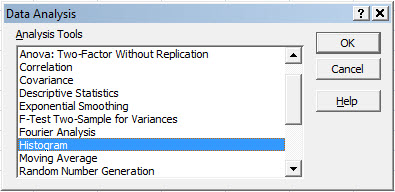 Data Analysis
Analysis Tools
Anova: Two-Factor Without Replication
Correlation
Covariance
Descriptive Statistics
Exponential Smoothing
F-Test Two-Sample for Variances
Fourier Analysis
Histogram
Moving Average
Random Number Generation
OK
Cancel
Help